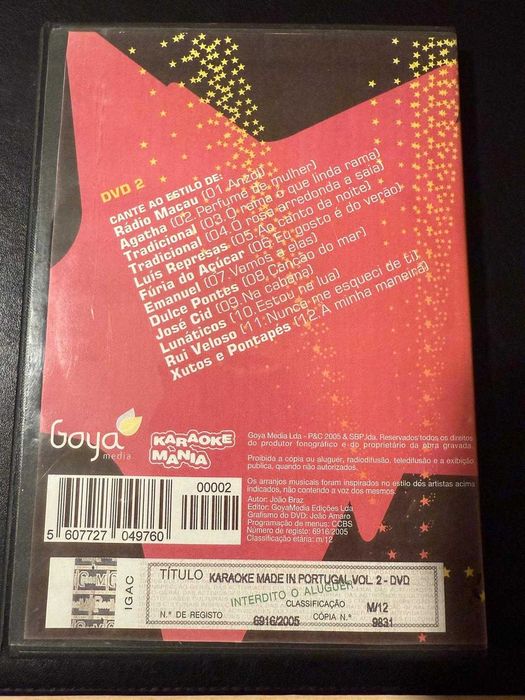 DVD 2
CANTE AO ESTILO DE:
Rádio Macau (01.Anzol)
Agatha (02.Perfume de mulher)
Tradicional (03.Ó rama ó que linda rama)
Tradicional (04.Ó rosa arredonda a saia)
Luís Represas (05.Ao canto da noite)
Fúria do Açúcar (06.Eu gosto é do verão)
Emanuel (07.Vamos a elas)
Dulce Pontes (08.Canção do mar)
José Cid (09.Na cabana)
Lunáticos (10.Estou na lua)
Rui Veloso (11.Nunca me esqueci de ti)
Xutos e Pontapés (12.À minha maneira)
Goya
media
KARAOKE
MANIA
Goya Media Lda - P&C 2005 & SBP,lda, Reservados todos os direitos
do produtor fonográfico e do proprietário da obra gravada.
Proibida a cópia ou aluguer, radiodifusão, teledifusão e a exibição
publica, quando não autorizados.
Os arranjos musicais foram inspirados no estilo dos artistas acima
indicados, não contendo a voz dos mesmos.
Autor: João Braz
Editor: GoyaMedia Edições Lda
Grafismo do DVD: João Amaro
Programação de menus: CCBS
Número de registo: 6916/2005
Classificação etária: m/12
00002
5 607727 049760
IGAC
TÍTULO KARAOKE MADE IN PORTUGAL VOL. 2 - DVD
INTERDITO O ALUGUER
CLASSIFICAÇÃO M/12
N.º DE REGISTO 6916/2005 CÓPIA N.º 9831